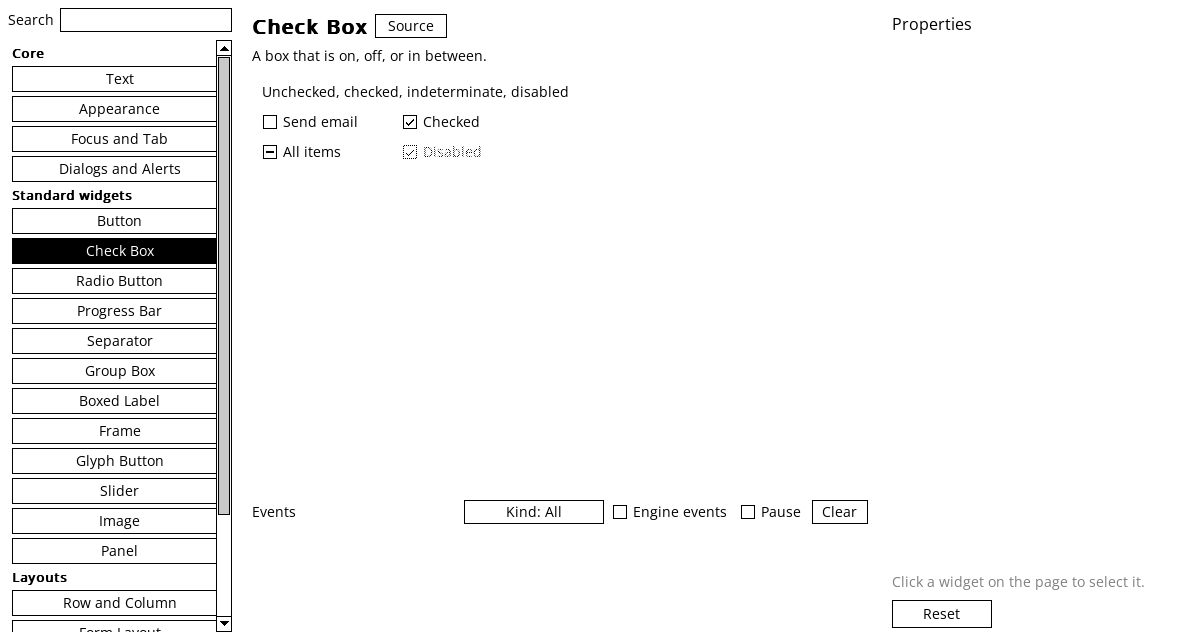 Search
Core
Text
Appearance
Focus and Tab
Dialogs and Alerts
Standard widgets
Button
Check Box
Radio Button
Progress Bar
Separator
Group Box
Boxed Label
Frame
Glyph Button
Slider
Image
Panel
Layouts
Row and Column
Form Layout
Check Box Source
A box that is on, off, or in between.
Unchecked, checked, indeterminate, disabled
Send email Checked
All items Disabled
Events Kind: All Engine events Pause Clear
Properties
Click a widget on the page to select it.
Reset